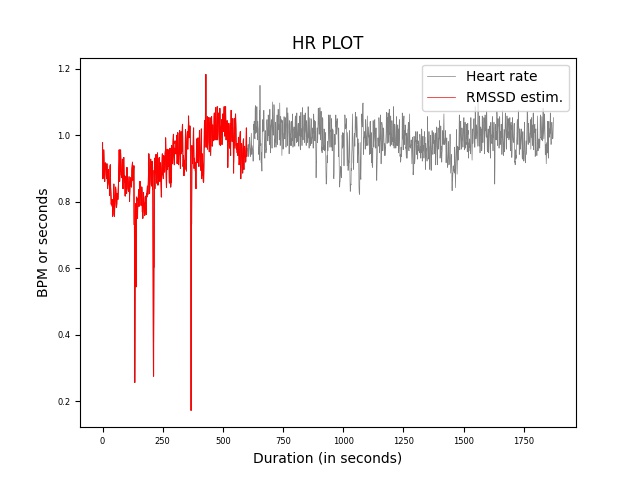 HR PLOT
Heart rate
RMSSD estim.
BPM or seconds
1.2
1.0
0.8
0.6
0.4
0.2
0 250 500 750 1000 1250 1500 1750
Duration (in seconds)